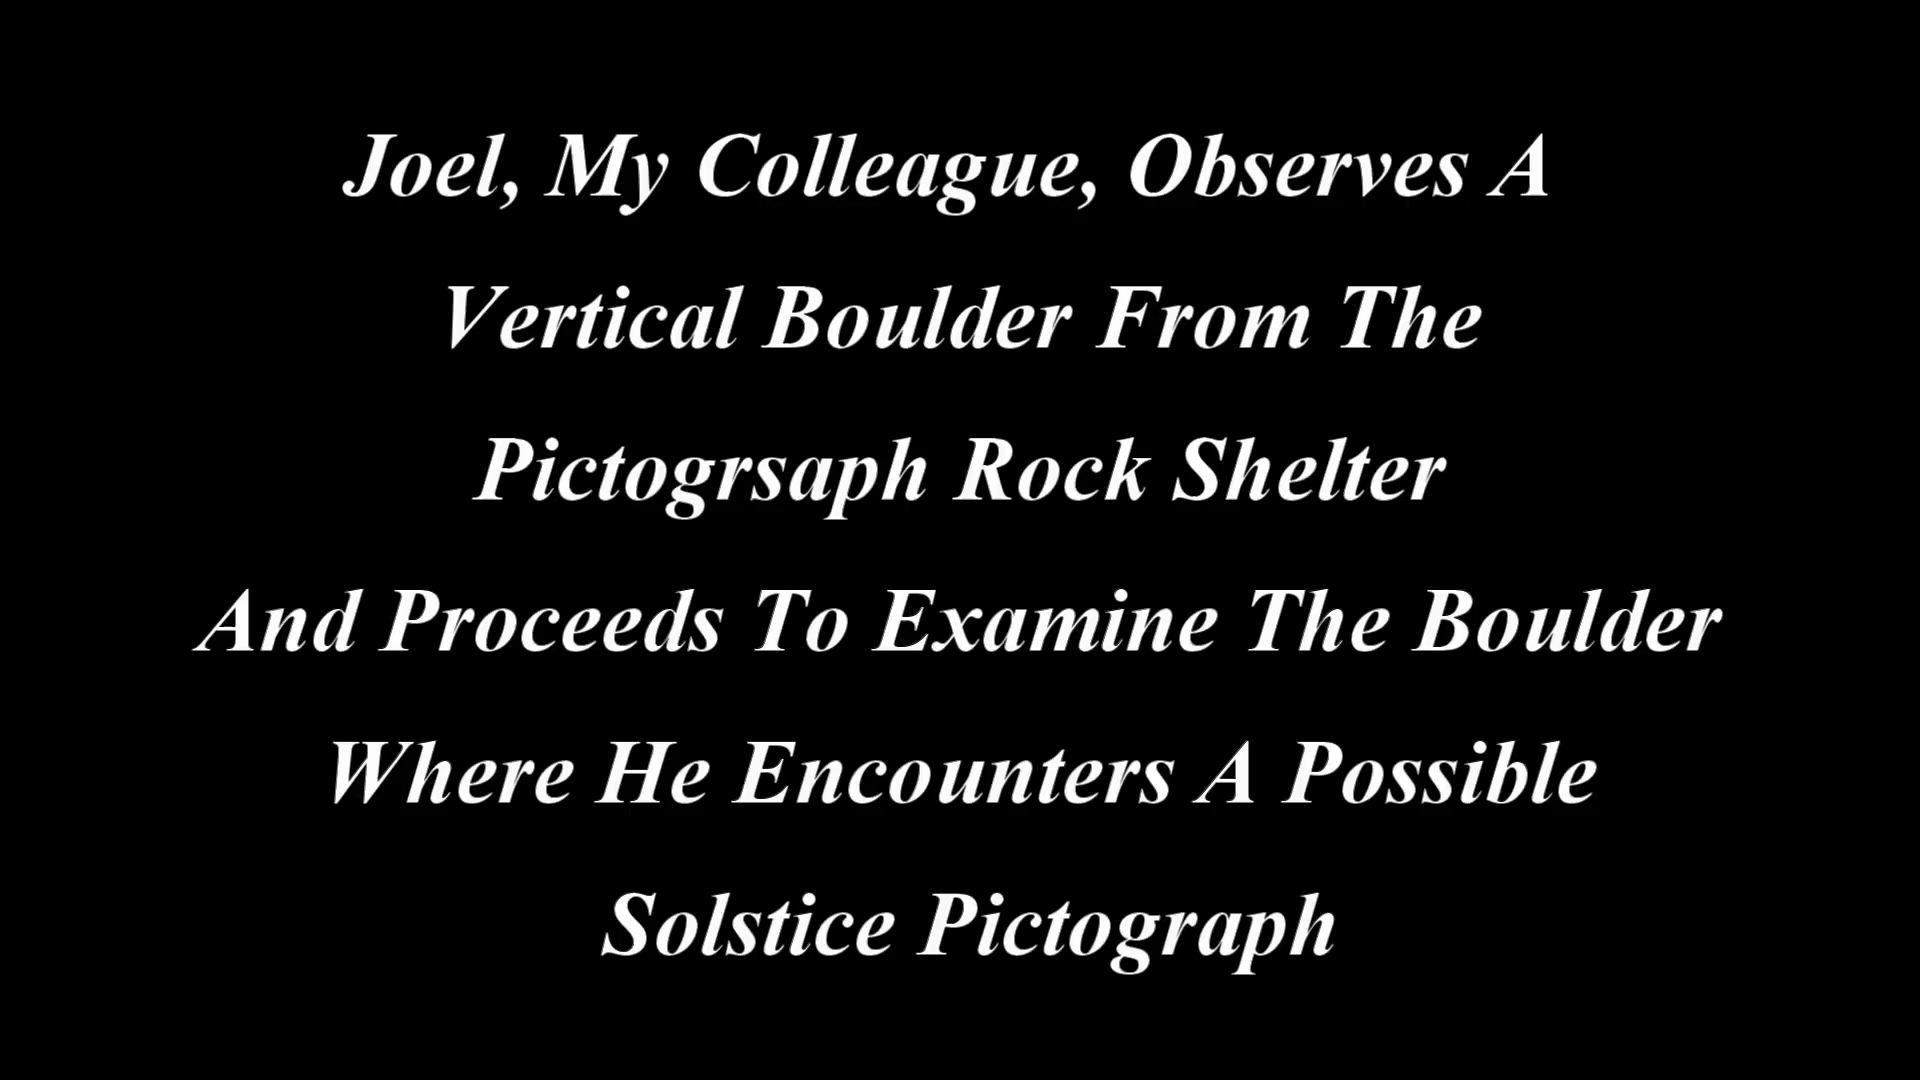 Joel, My Colleague, Observes A
Vertical Boulder From The
Pictogrsaph Rock Shelter
And Proceeds To Examine The Boulder
Where He Encounters A Possible
Solstice Pictograph